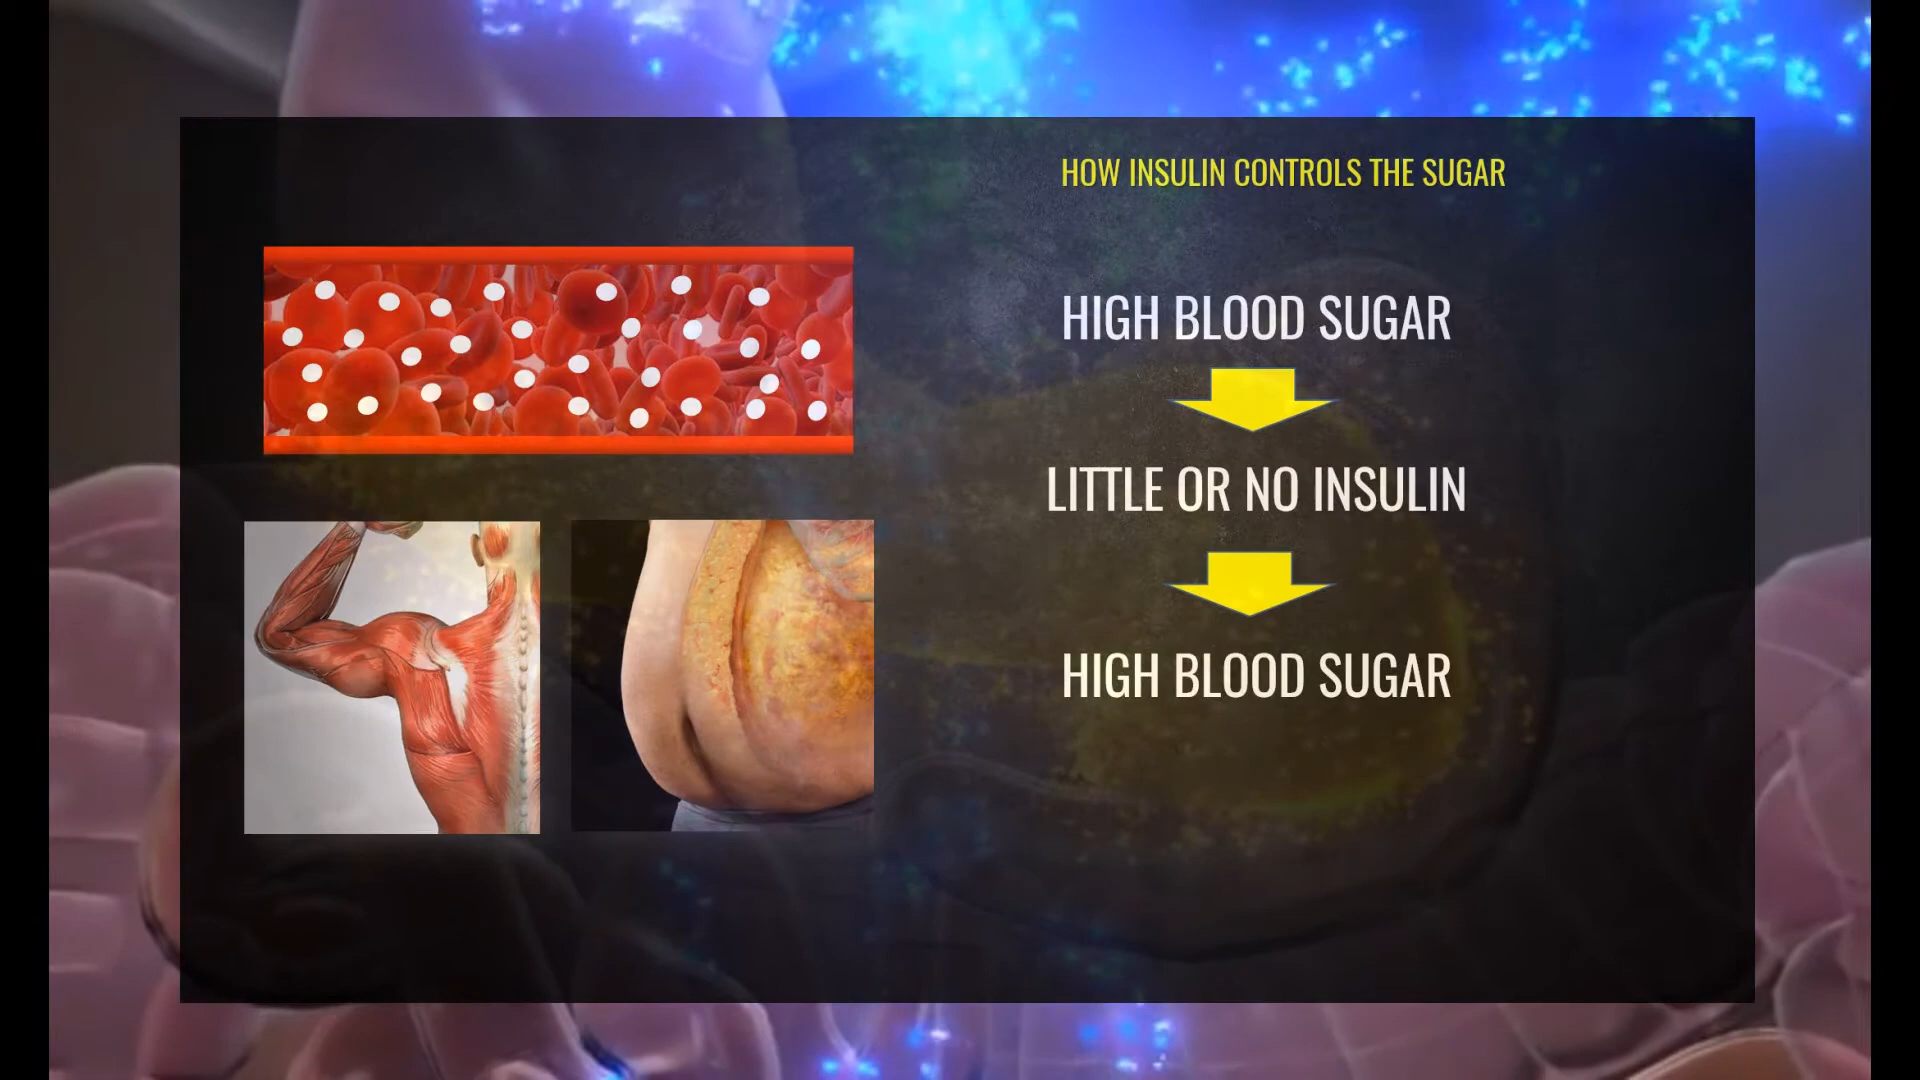 HOW INSULIN CONTROLS THE SUGAR
HIGH BLOOD SUGAR
LITTLE OR NO INSULIN
HIGH BLOOD SUGAR